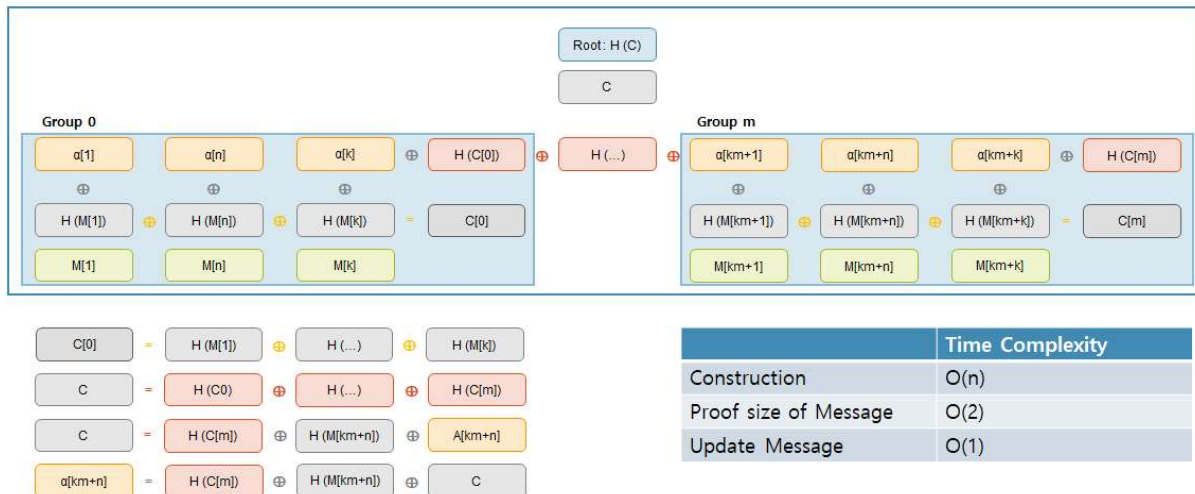 Root: H (C)
C
Group 0
Group m
α[1] α[n] α[k] ⊕ H (C[0]) ⊕ H (...) ⊕ α[km+1] α[km+n] α[km+k] ⊕ H (C[m])
⊕ ⊕ ⊕ ⊕ ⊕ ⊕
H (M[1]) ⊕ H (M[n]) ⊕ H (M[k]) = C[0] H (M[km+1]) ⊕ H (M[km+n]) ⊕ H (M[km+k]) = C[m]
M[1] M[n] M[k] M[km+1] M[km+n] M[km+k]
C[0] = H (M[1]) ⊕ H (...) ⊕ H (M[k])
C = H (C0) ⊕ H (...) ⊕ H (C[m])
C = H (C[m]) ⊕ H (M[km+n]) ⊕ A[km+n]
α[km+n] = H (C[m]) ⊕ H (M[km+n]) ⊕ C
Time Complexity
Construction O(n)
Proof size of Message O(2)
Update Message O(1)